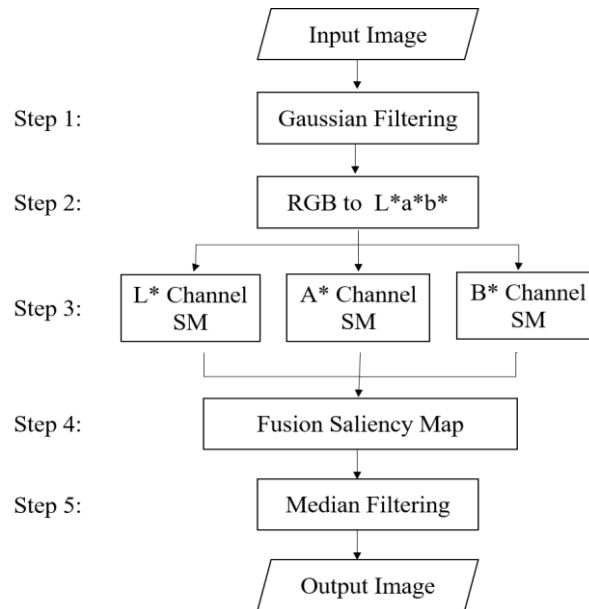 Input Image
Step 1:
Gaussian Filtering
Step 2:
RGB to L*a*b*
Step 3:
L* Channel
SM
A* Channel
SM
B* Channel
SM
Step 4:
Fusion Saliency Map
Step 5:
Median Filtering
Output Image